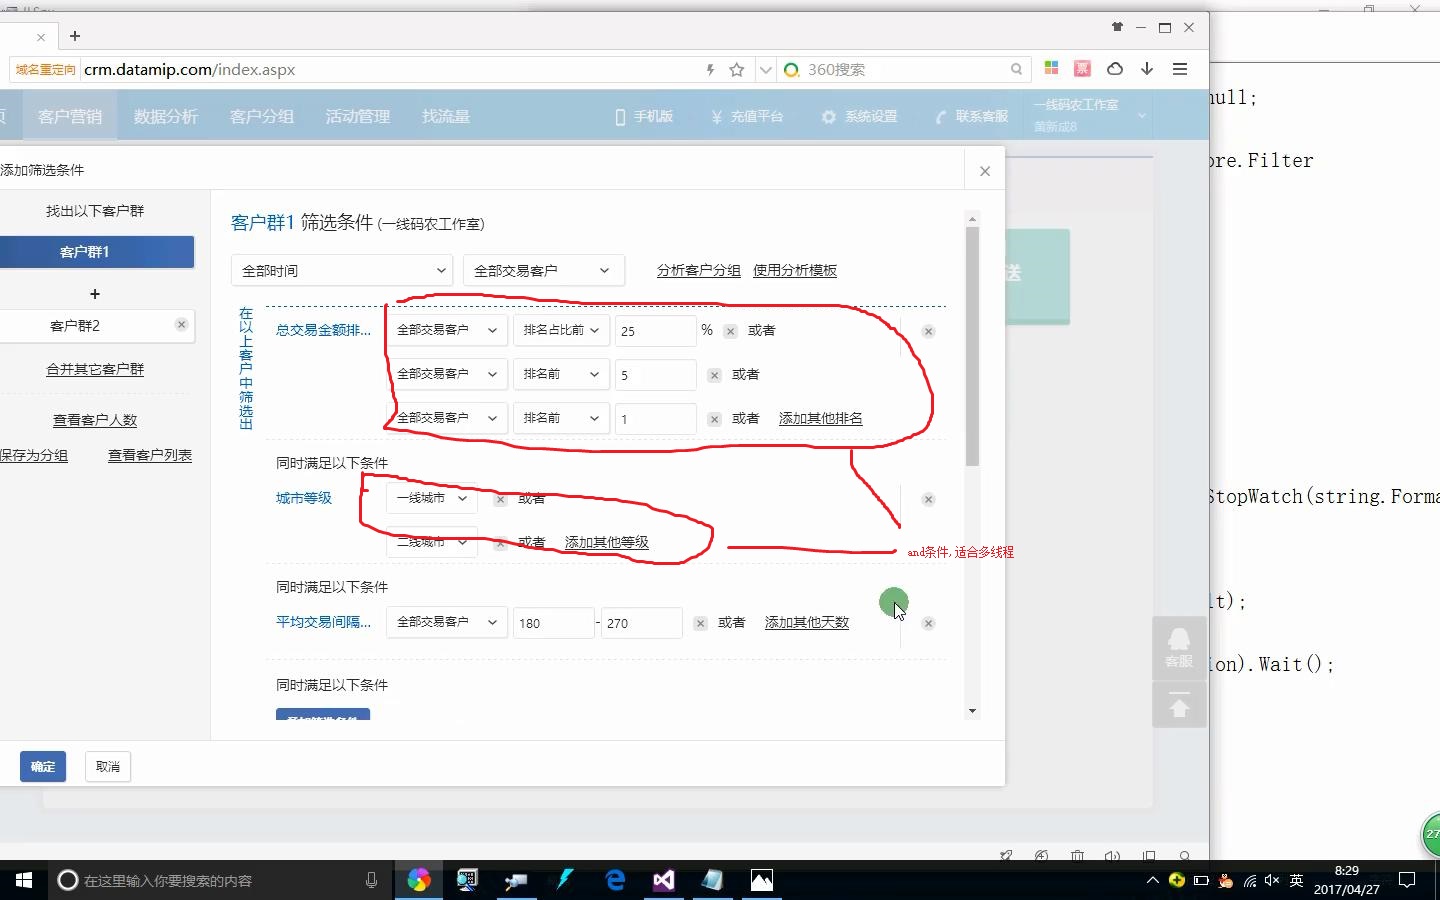 域名重定向 crm.datamip.com/index.aspx 360搜索 票
客户营销 数据分析 客户分组 活动管理 找流量 手机版 ¥ 充值平台 系统设置 联系客服 一线码农工作室
黄新成8
null;
ore.Filter
添加筛选条件
找出以下客户群
客户群1
+
客户群2
合并其它客户群
查看客户人数
保存为分组 查看客户列表
客户群1 筛选条件 (一线码农工作室)
全部时间 全部交易客户 分析客户分组 使用分析模板
送
在以上客户中筛选出
总交易金额排... 全部交易客户 排名占比前 25 % 或者
全部交易客户 排名前 5 或者
全部交易客户 排名前 1 或者 添加其他排名
同时满足以下条件
城市等级 一线城市 或者
二线城市 或者 添加其他等级
StopWatch(string.Forma
and条件,适合多线程
同时满足以下条件
平均交易间隔... 全部交易客户 180 - 270 或者 添加其他天数
lt);
ion).Wait();
客服
同时满足以下条件
确定 取消
27
在这里输入你要搜索的内容
英
8:29
2017/04/27